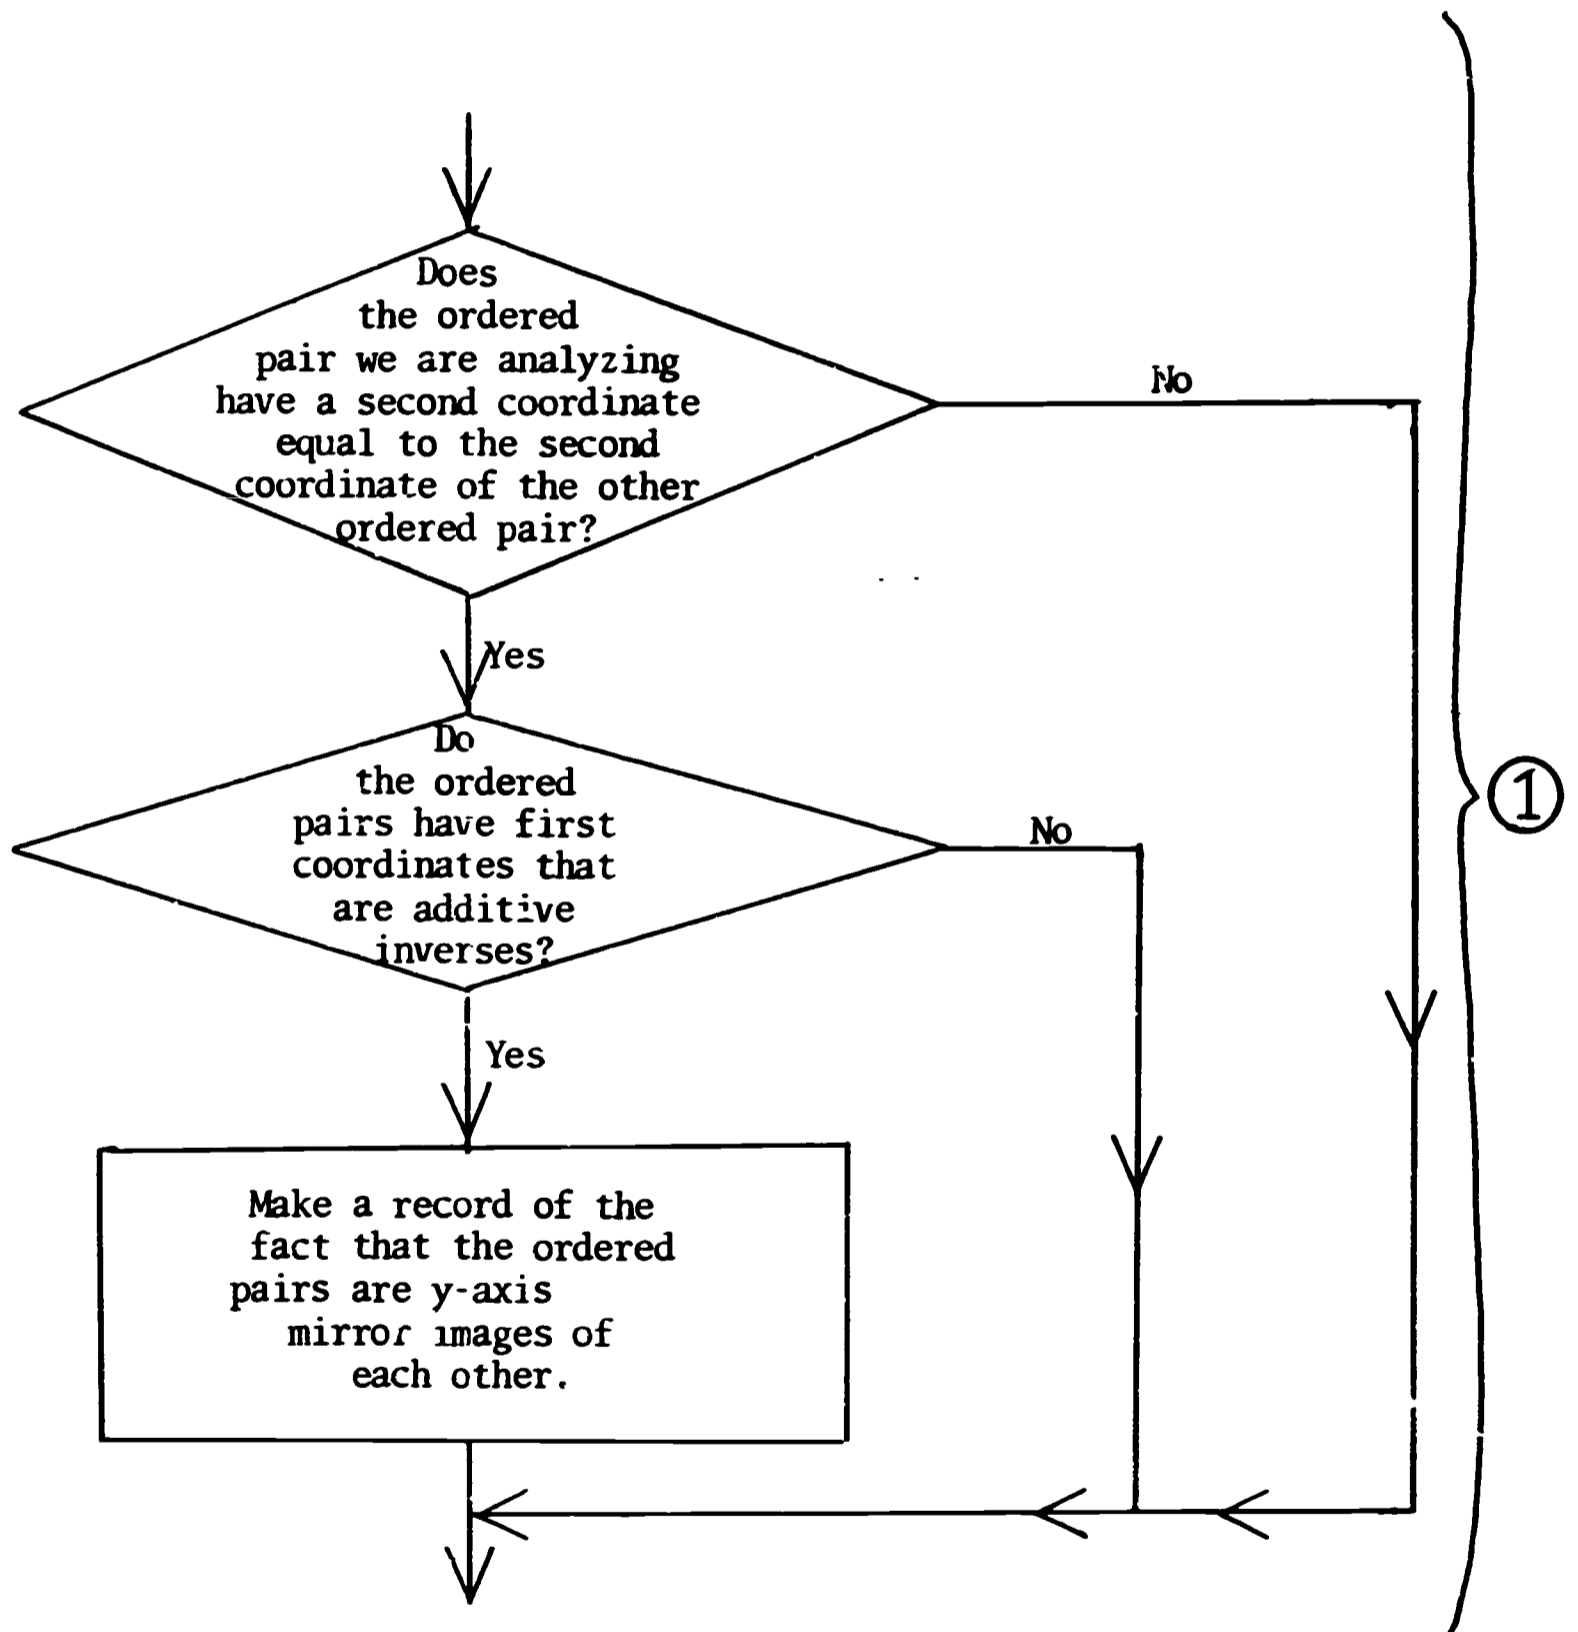 Does
the ordered
pair we are analyzing
have a second coordinate
equal to the second
coordinate of the other
ordered pair?
No
Yes
Do
the ordered
pairs have first
coordinates that
are additive
inverses?
No
1
Yes
Make a record of the
fact that the ordered
pairs are y-axis
mirror images of
each other.